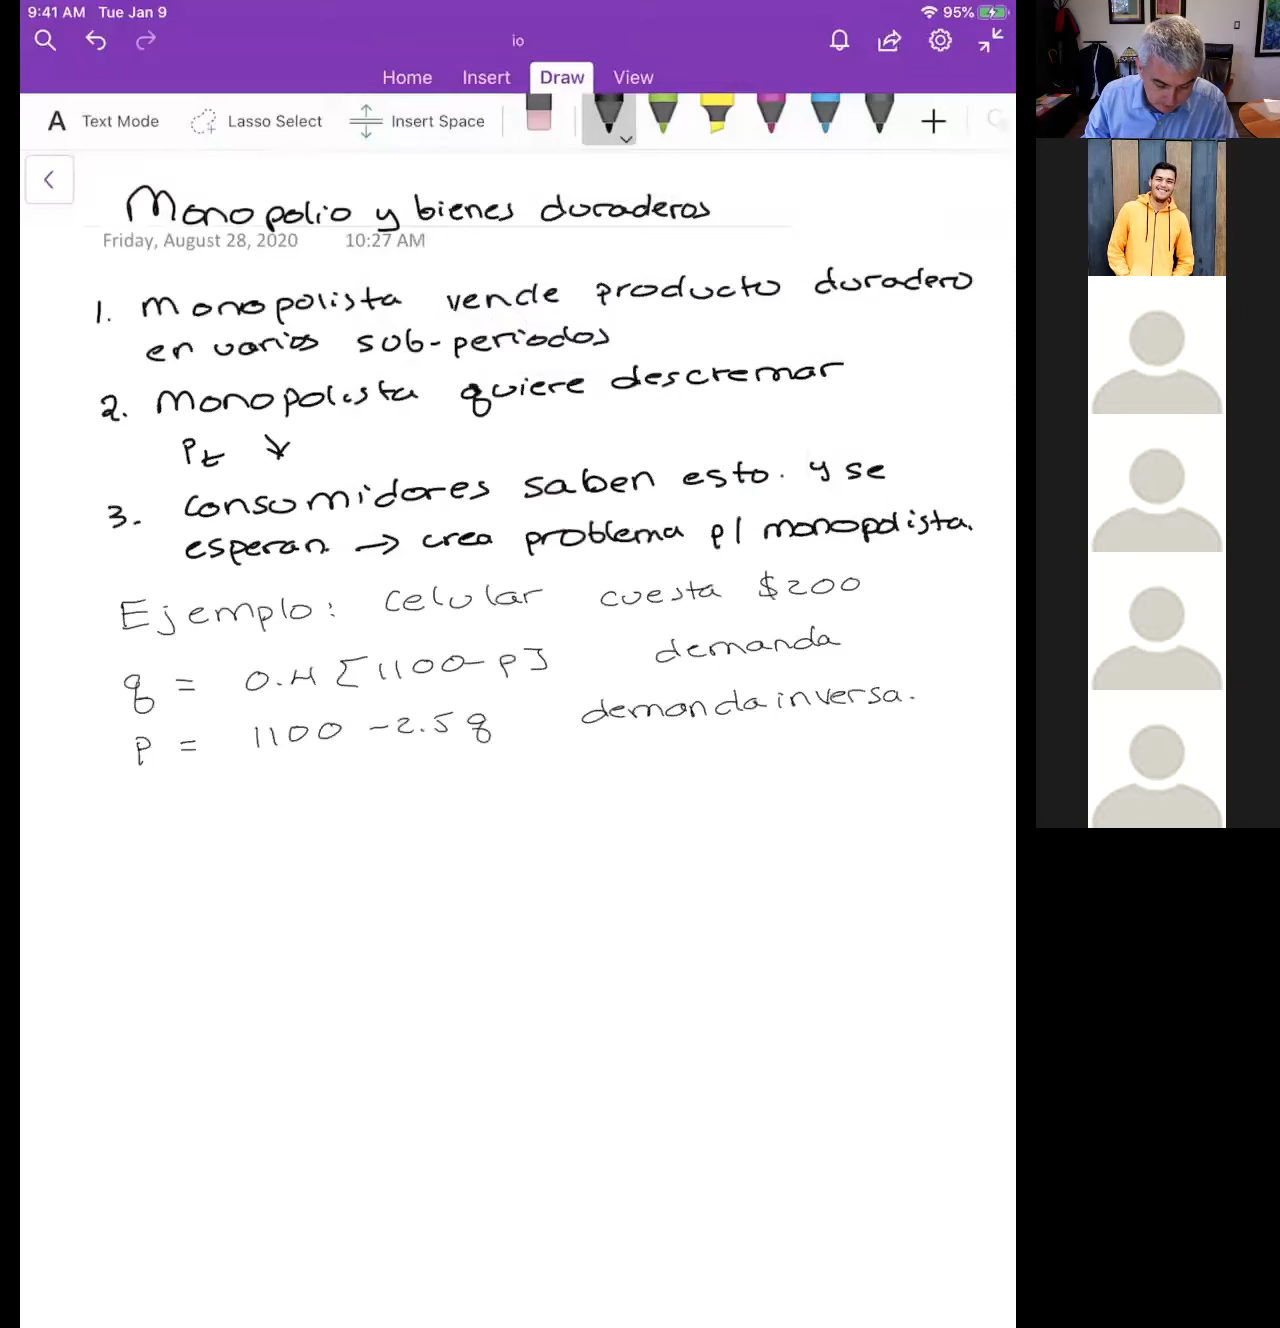 9:41 AM Tue Jan 9
95%
io
Home Insert Draw View
A Text Mode Lasso Select Insert Space
Monopolio y bienes duraderos
Friday, August 28, 2020 10:27 AM
1. Monopolista vende producto duradero
en varios sub-periodos
2. Monopolista quiere descremar
Pt ↓
3. Consumidores saben esto. y se
esperan. → crea problema p/ monopolista.
Ejemplo: celular cuesta $200
q = 0.4 [1100-p] demanda
p = 1100 - 2.5q demanda inversa.